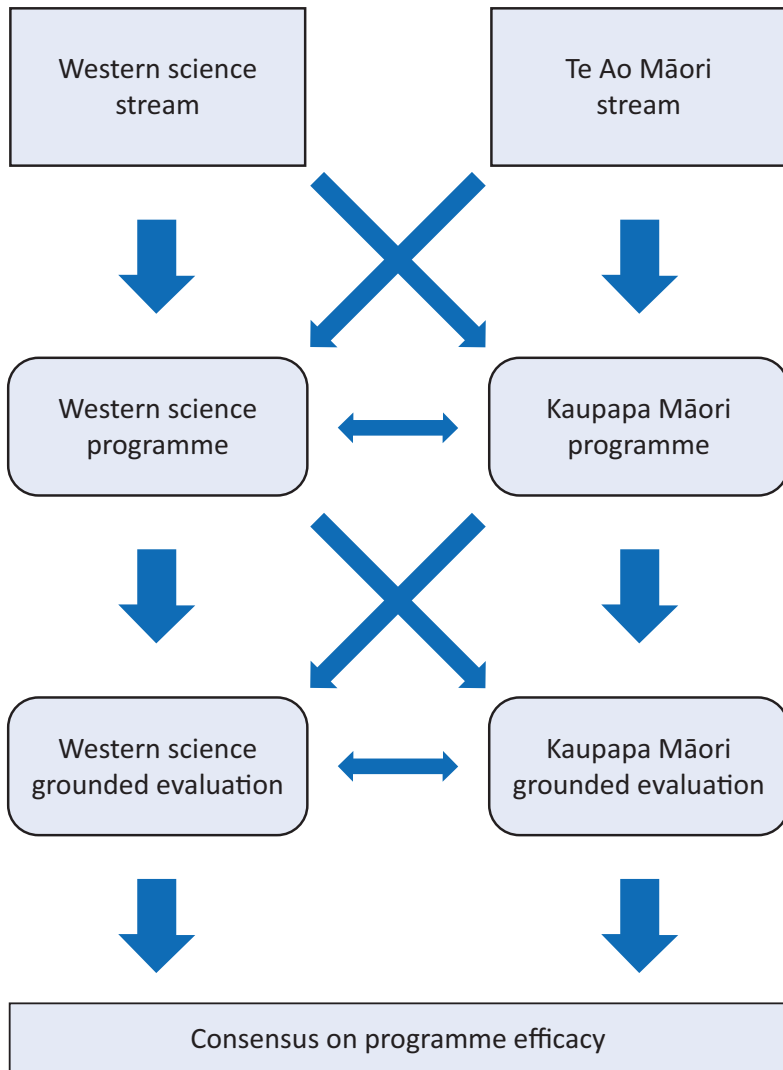 Western science
stream
Te Ao Māori
stream
Western science
programme
Kaupapa Māori
programme
Western science
grounded evaluation
Kaupapa Māori
grounded evaluation
Consensus on programme efficacy